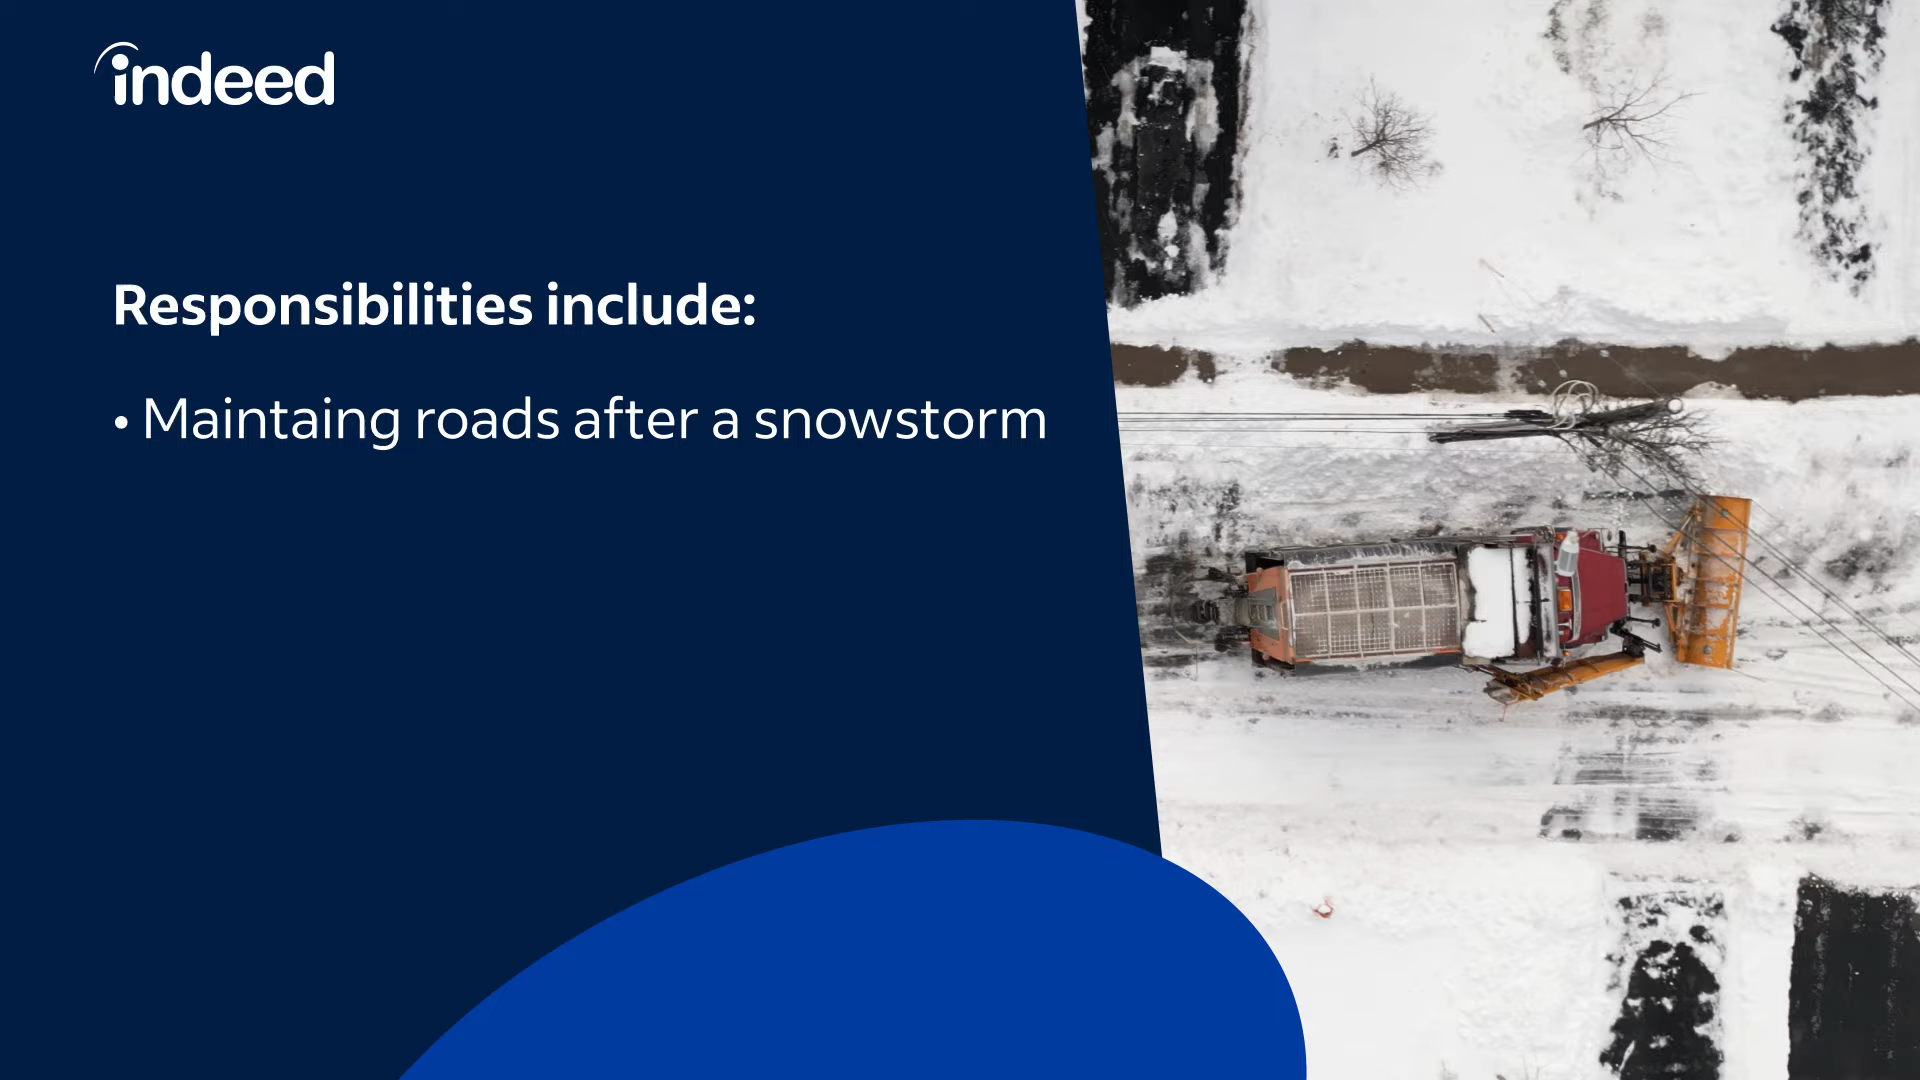 indeed
Responsibilities include:
• Maintaing roads after a snowstorm